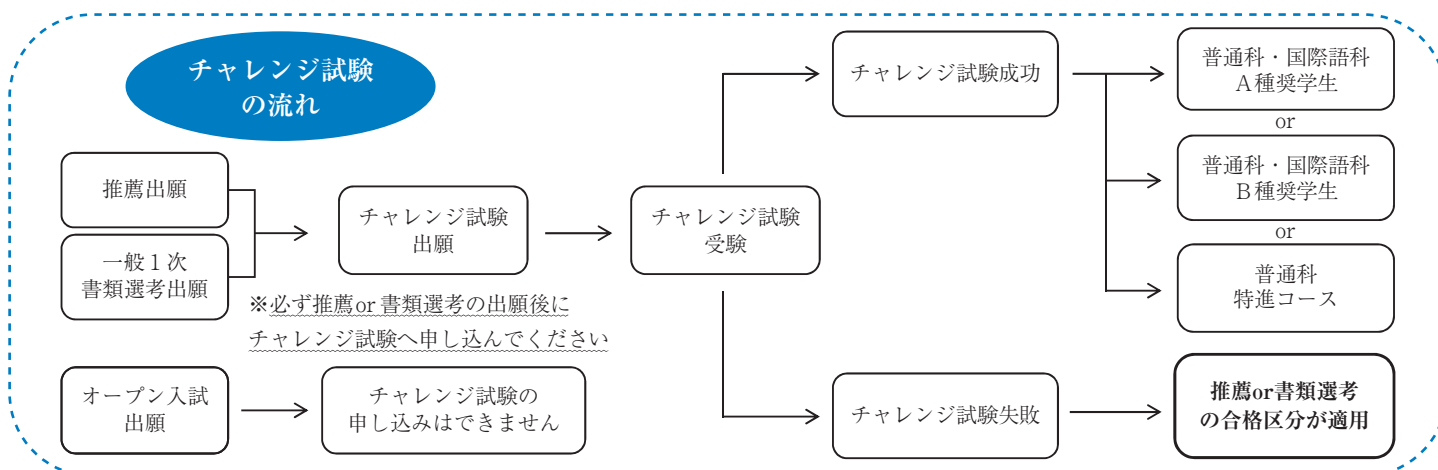 チャレンジ試験
の流れ
推薦出願
一般1次
書類選考出願
チャレンジ試験
出願
※必ず推薦or 書類選考の出願後に
チャレンジ試験へ申し込んでください
オープン入試
出願
チャレンジ試験の
申し込みはできません
チャレンジ試験
受験
チャレンジ試験成功
普通科・国際語科
A種奨学生
or
普通科・国際語科
B種奨学生
or
普通科
特進コース
チャレンジ試験失敗
推薦or書類選考
の合格区分が適用